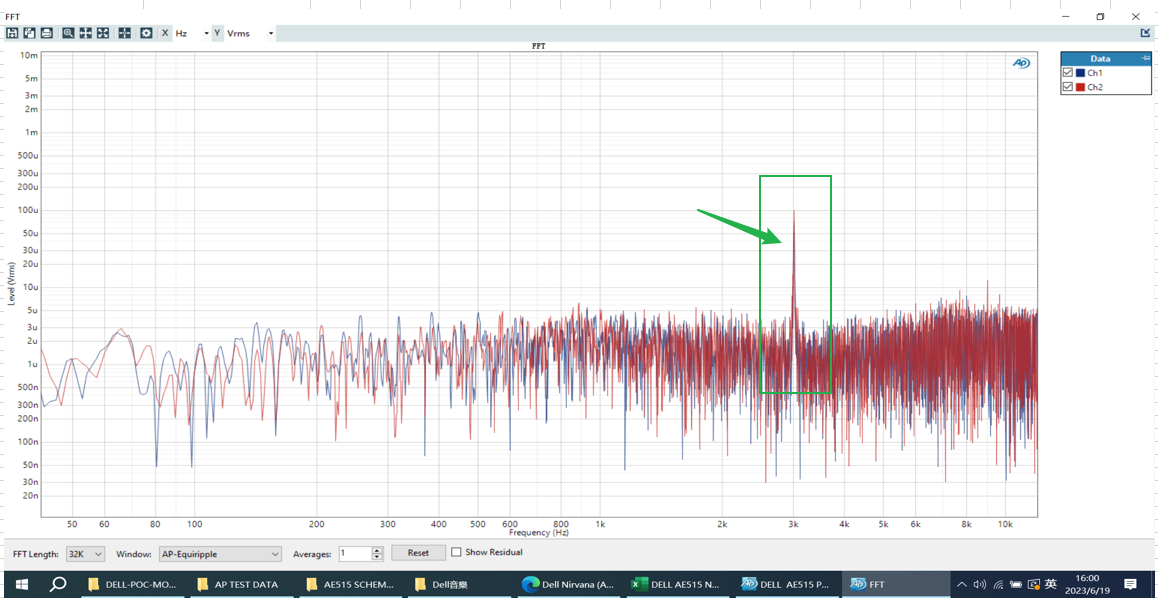 FFT
X Hz Y Vrms
FFT
AP
Data
Ch1
Ch2
10m
5m
3m
2m
1m
500u
300u
200u
100u
50u
30u
20u
10u
5u
3u
2u
1u
500n
300n
200n
100n
50n
30n
20n
Level (Vrms)
50 60 80 100 200 300 400 500 600 800 1k 2k 3k 4k 5k 6k 8k 10k
Frequency (Hz)
FFT Length: 32K Window: AP-Equiripple Averages: 1 Reset Show Residual
DELL-POC-MO... AP TEST DATA AE515 SCHEM... Dell音樂 Dell Nirvana (A... DELL AE515 N... DELL AE515 P... FFT 英 16:00
2023/6/19